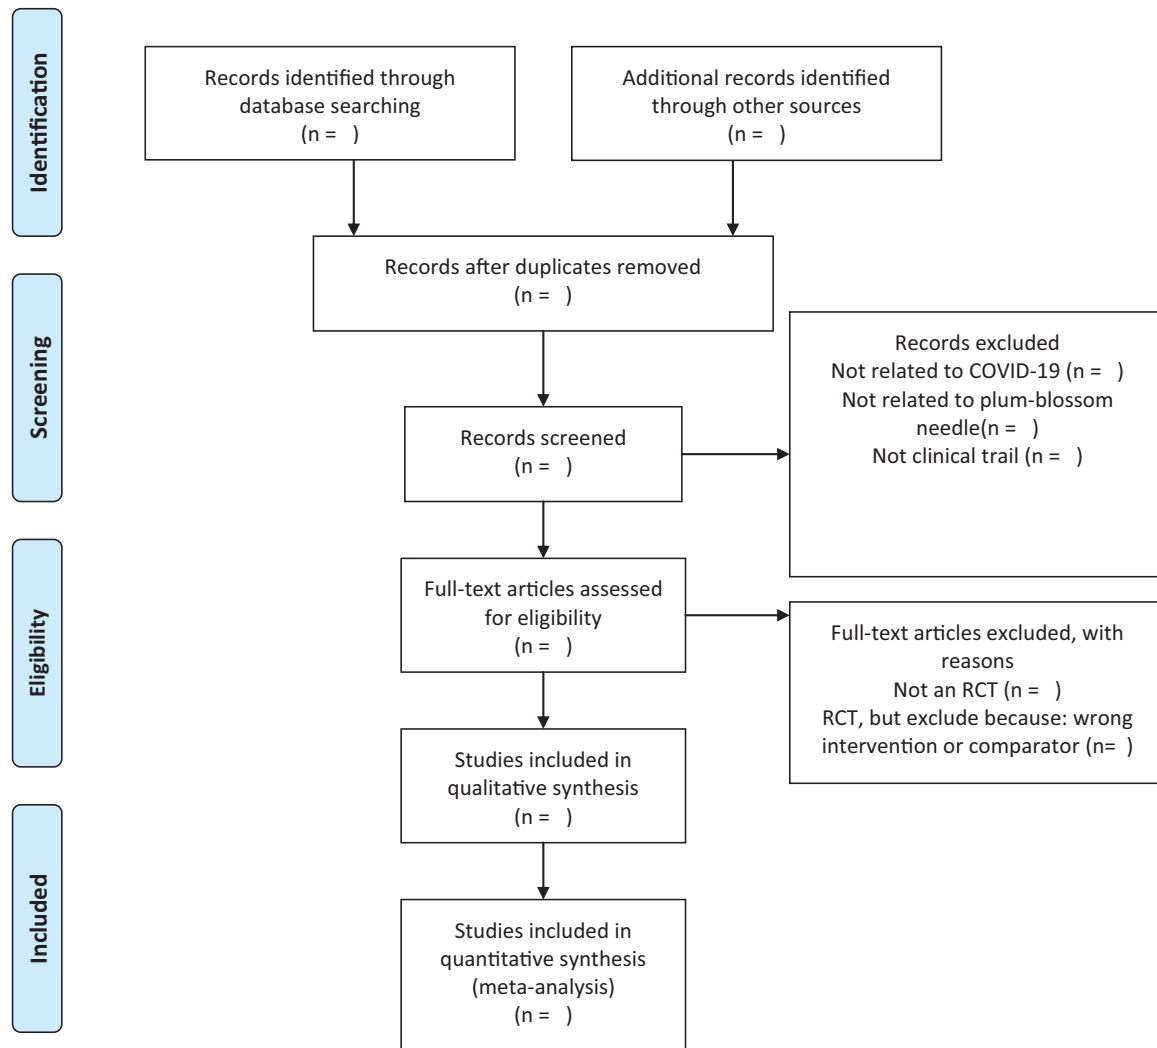 Identification
Records identified through
database searching
(n =   )
Additional records identified
through other sources
(n =   )
Records after duplicates removed
(n =   )
Screening
Records excluded
Not related to COVID-19 (n =   )
Not related to plum-blossom
needle(n =   )
Not clinical trail (n =   )
Records screened
(n =   )
Eligibility
Full-text articles assessed
for eligibility
(n =   )
Full-text articles excluded, with
reasons
Not an RCT (n =   )
RCT, but exclude because: wrong
intervention or comparator (n=  )
Studies included in
qualitative synthesis
(n =   )
Included
Studies included in
quantitative synthesis
(meta-analysis)
(n =   )